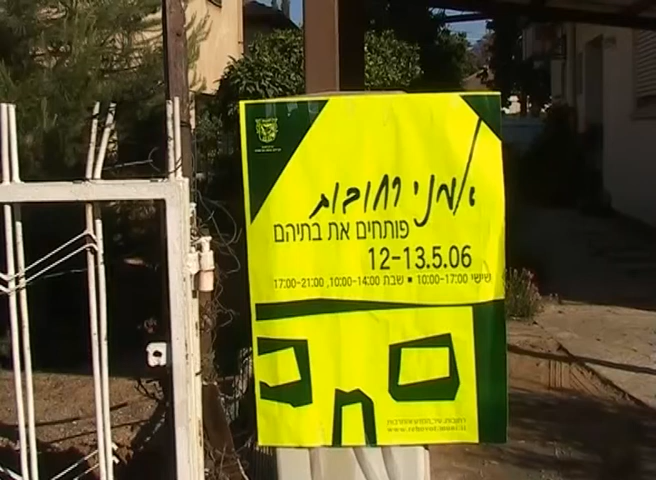 אמני רחובות
פותחים את בתיהם
12-13.5.06
שישי 10:00-17:00 ▪ שבת 10:00-14:00, 17:00-21:00